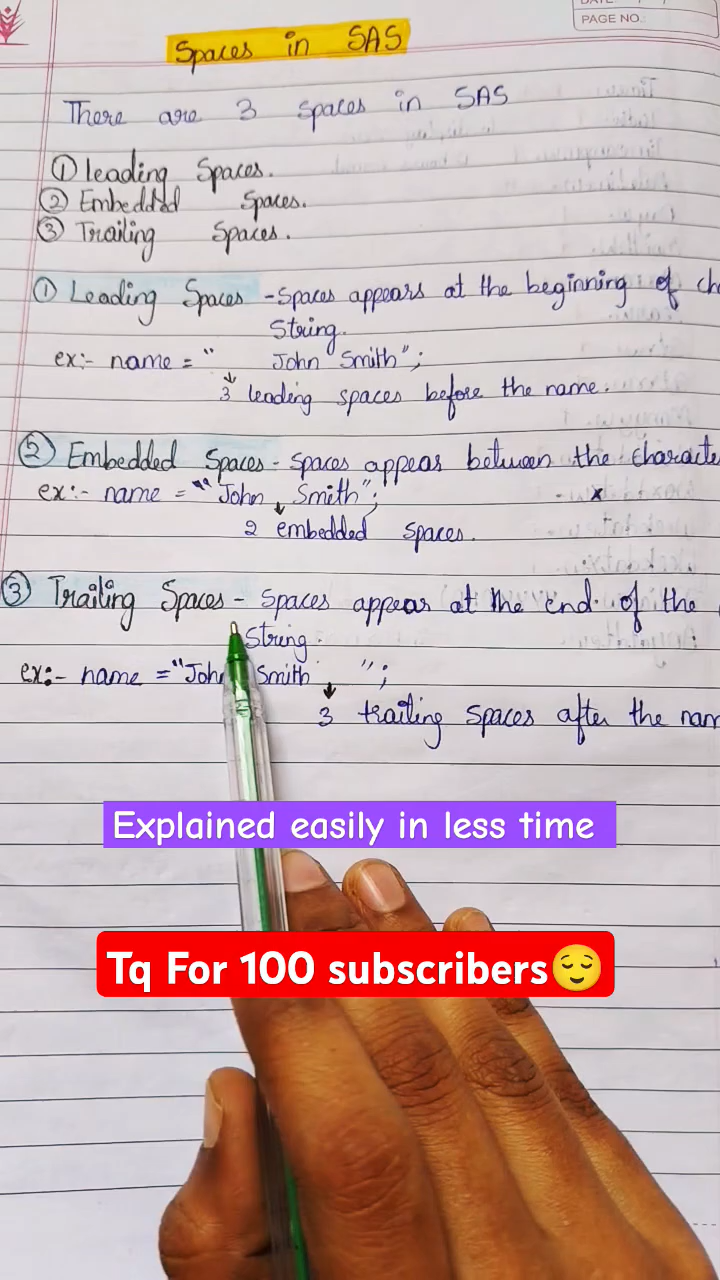 PAGE NO.:
Spaces in SAS
There are 3 spaces in SAS
① leading Spaces.
② Embedded Spaces.
③ Trailing Spaces.
① Leading Spaces - Spaces appears at the beginning of
String.
ex:- name = " John Smith";
3 leading spaces before the name.
② Embedded Spaces - Spaces appear between the
ex:- name = "John Smith"; x
2 embedded spaces.
③ Trailing Spaces - Spaces appear at the end of the
String.
ex:- name = "John Smith ";
3 trailing spaces after the
Explained easily in less time
Tq For 100 subscribers😌